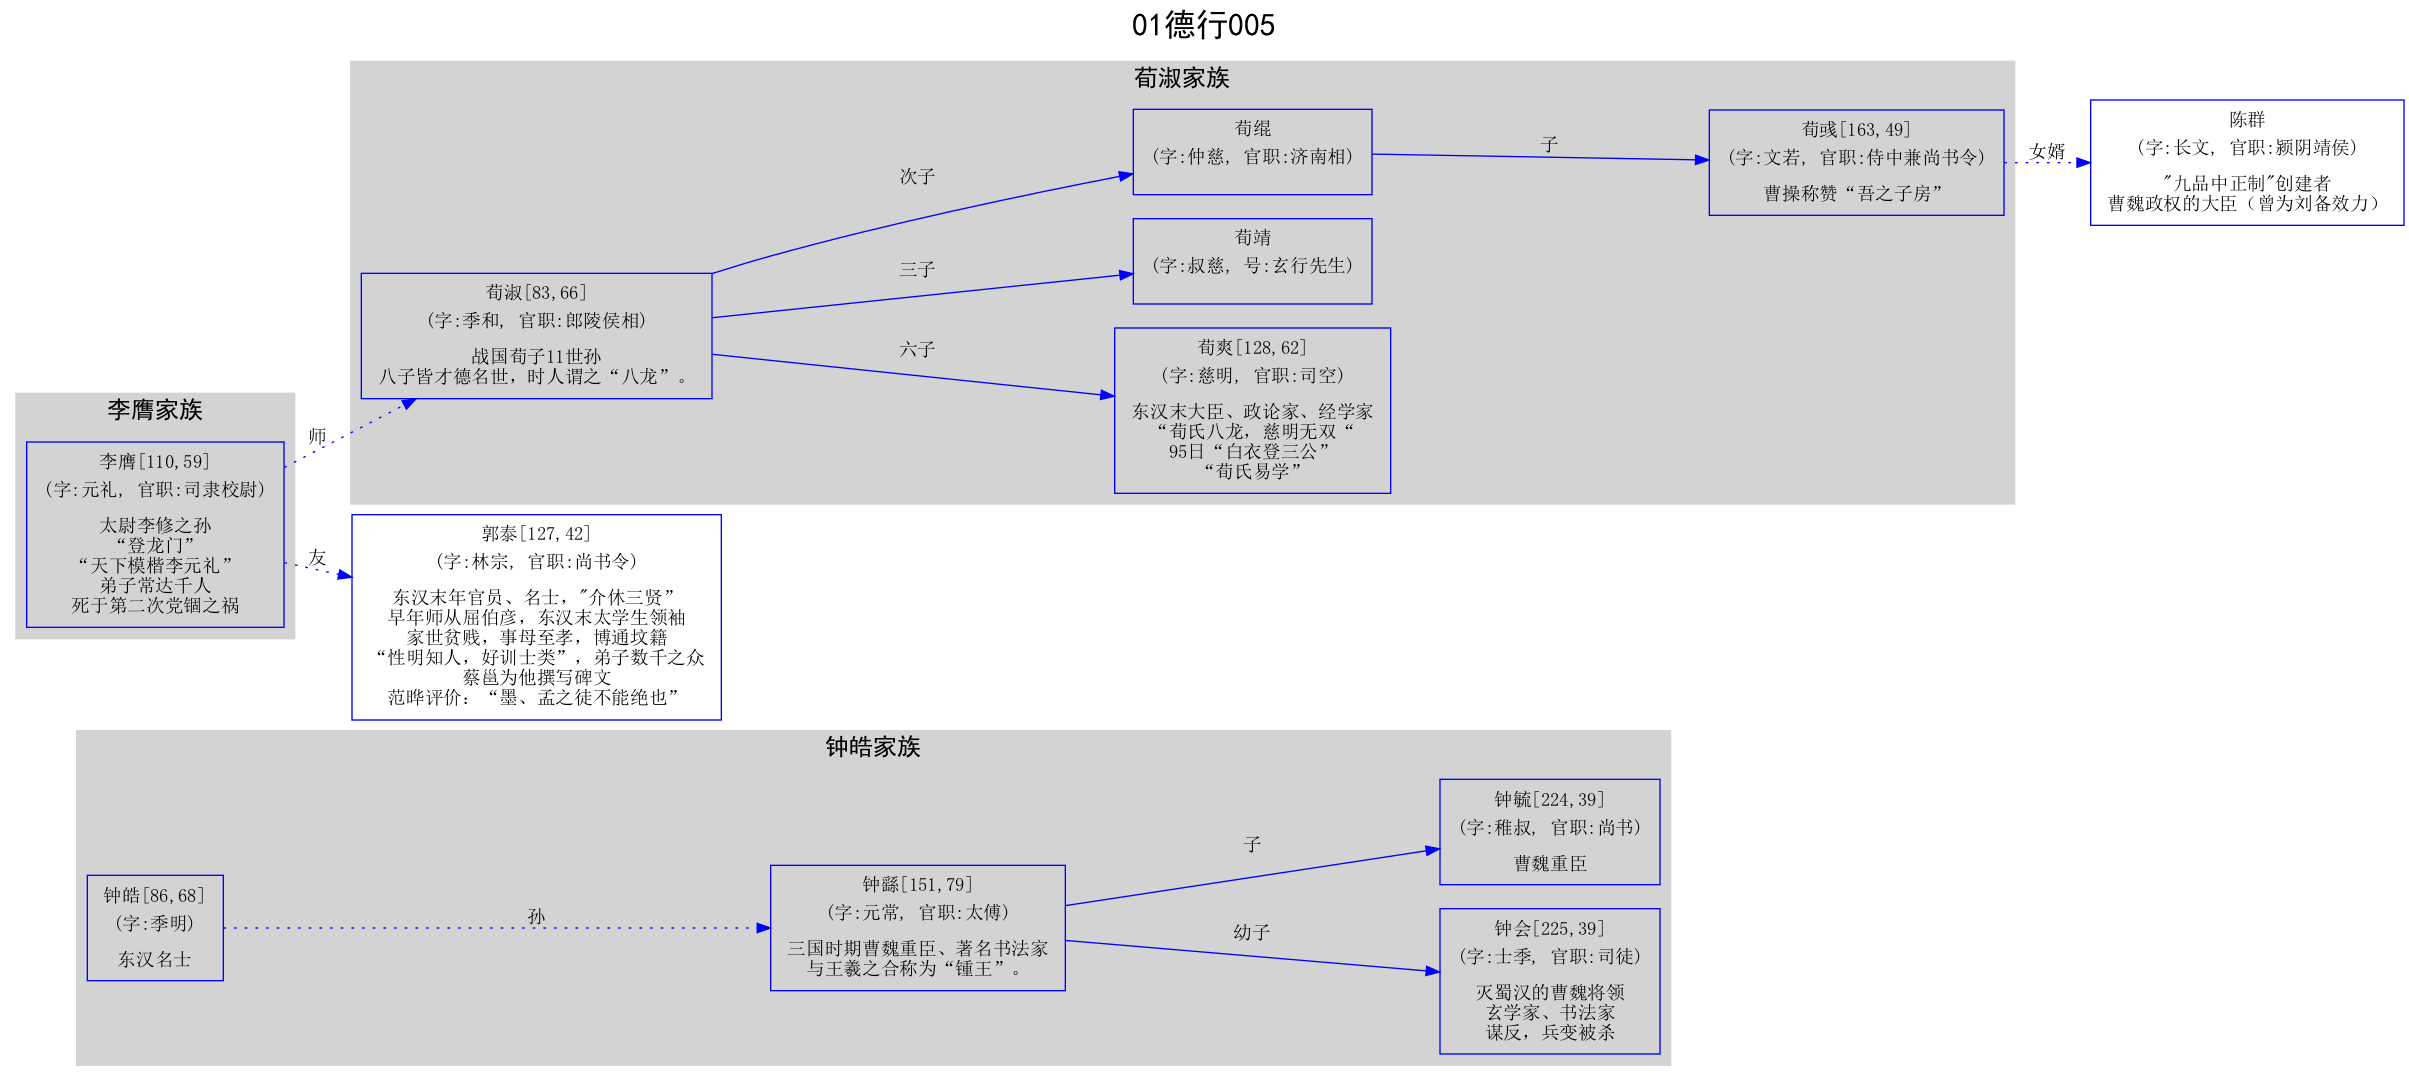 01德行005
荀淑家族
荀绲
(字:仲慈, 官职:济南相)
荀彧[163,49]
(字:文若, 官职:侍中兼尚书令)
曹操称赞“吾之子房”
陈群
(字:长文, 官职:颍阴靖侯)
"九品中正制"创建者
曹魏政权的大臣（曾为刘备效力）
子
女婿
次子
荀靖
(字:叔慈, 号:玄行先生)
三子
荀淑[83,66]
(字:季和, 官职:郎陵侯相)
战国荀子11世孙
八子皆才德名世，时人谓之“八龙”。
六子
荀爽[128,62]
(字:慈明, 官职:司空)
东汉末大臣、政论家、经学家
“荀氏八龙，慈明无双“
95日“白衣登三公”
“荀氏易学”
李膺家族
李膺[110,59]
(字:元礼, 官职:司隶校尉)
太尉李修之孙
“登龙门”
“天下模楷李元礼”
弟子常达千人
死于第二次党锢之祸
师
友
郭泰[127,42]
(字:林宗, 官职:尚书令)
东汉末年官员、名士，"介休三贤”
早年师从屈伯彦，东汉末太学生领袖
家世贫贱，事母至孝，博通坟籍
“性明知人，好训士类”，弟子数千之众
蔡邕为他撰写碑文
范晔评价：“墨、孟之徒不能绝也”
钟皓家族
钟皓[86,68]
(字:季明)
东汉名士
孙
钟繇[151,79]
(字:元常, 官职:太傅)
三国时期曹魏重臣、著名书法家
与王羲之合称为“锺王”。
子
幼子
钟毓[224,39]
(字:稚叔, 官职:尚书)
曹魏重臣
钟会[225,39]
(字:士季, 官职:司徒)
灭蜀汉的曹魏将领
玄学家、书法家
谋反，兵变被杀